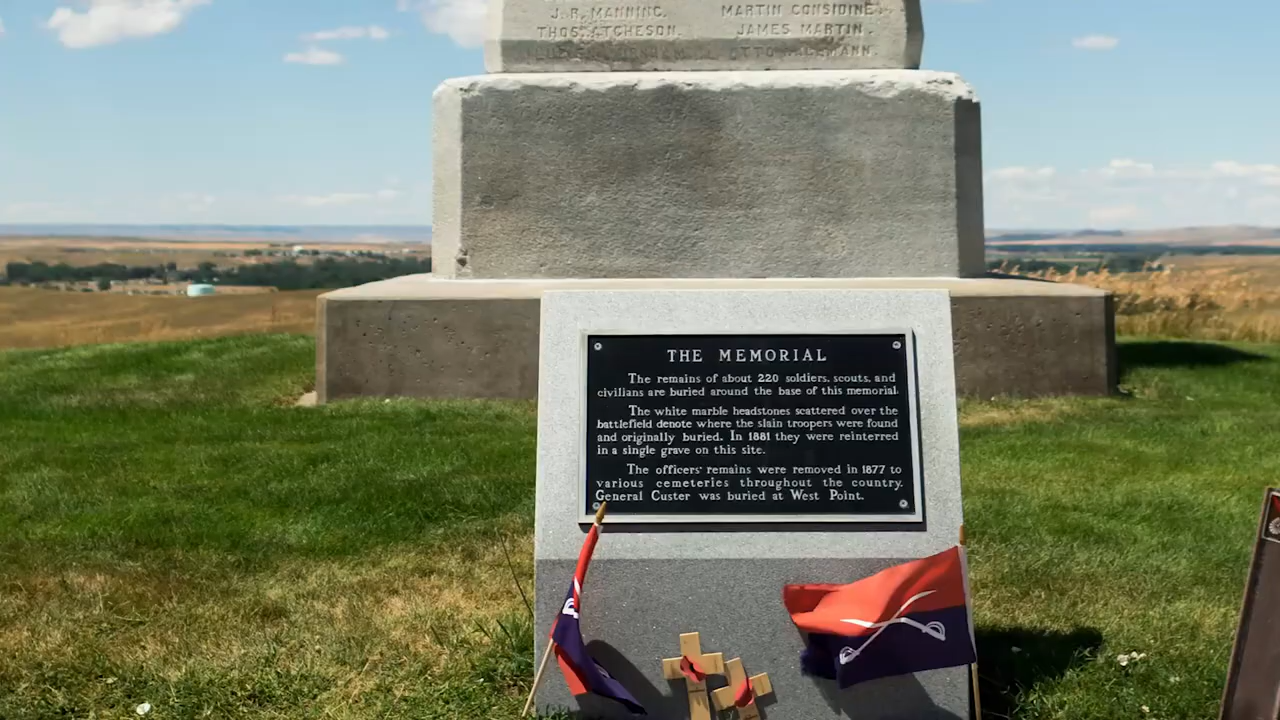 J. R. MANNING. MARTIN CONSIDINE.
THOS. ATCHESON. JAMES MARTIN.
OTTO
THE MEMORIAL
The remains of about 220 soldiers, scouts, and
civilians are buried around the base of this memorial.
The white marble headstones scattered over the
battlefield denote where the slain troopers were found
and originally buried. In 1881 they were reinterred
in a single grave on this site.
The officers' remains were removed in 1877 to
various cemeteries throughout the country.
General Custer was buried at West Point.